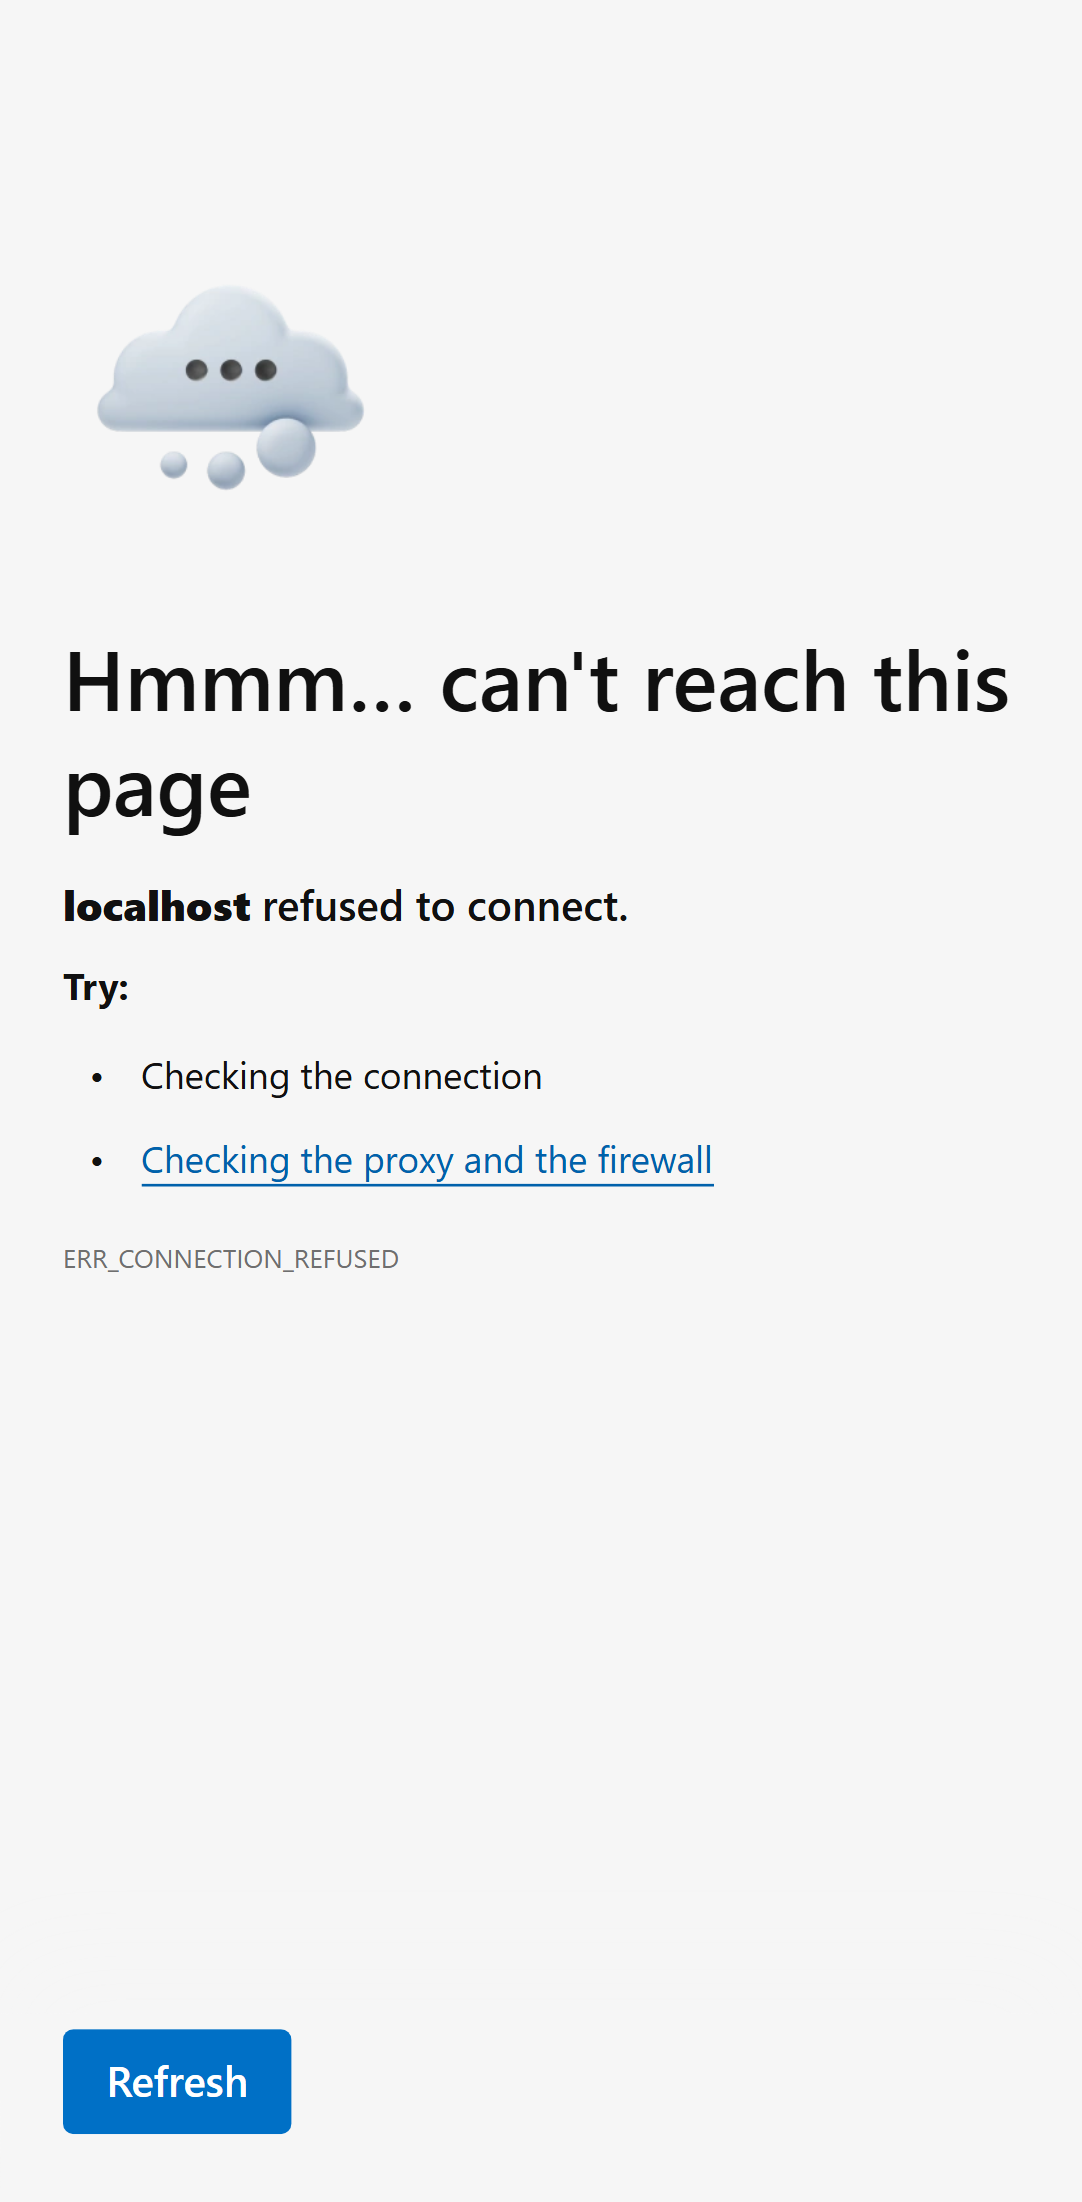 Hmmm... can't reach this
page
localhost refused to connect.
Try:
• Checking the connection
• Checking the proxy and the firewall
ERR_CONNECTION_REFUSED
Refresh